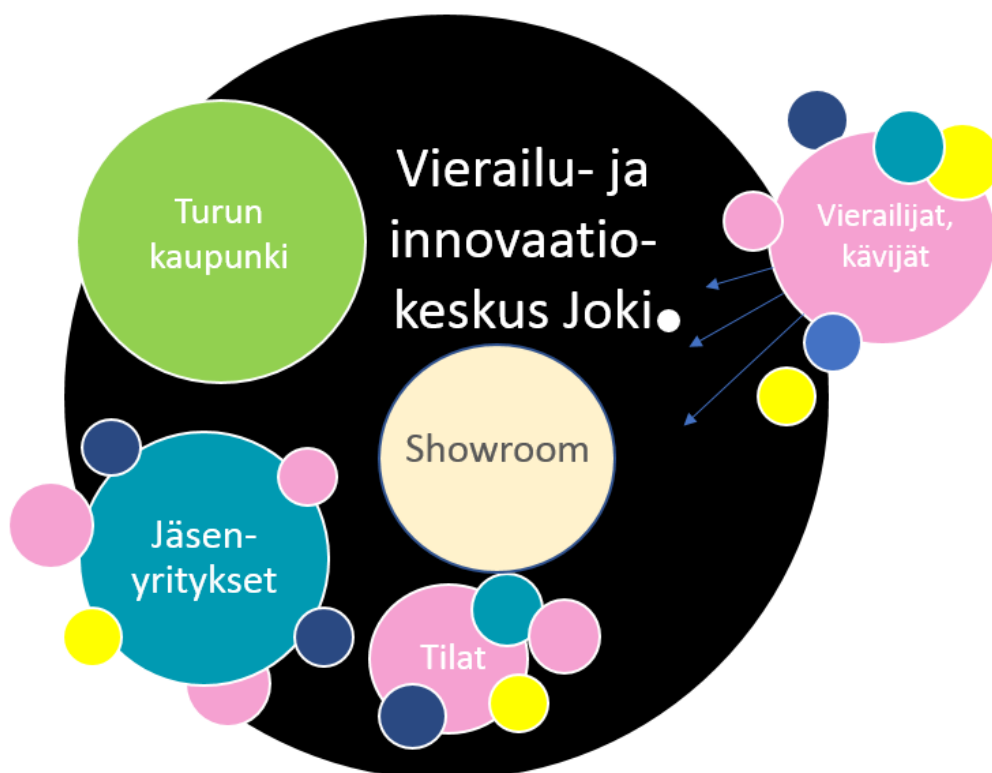 Vierailu- ja
innovaatio-
keskus Joki.
Turun
kaupunki
Vierailijat,
kävijät
Showroom
Jäsen-
yritykset
Tilat